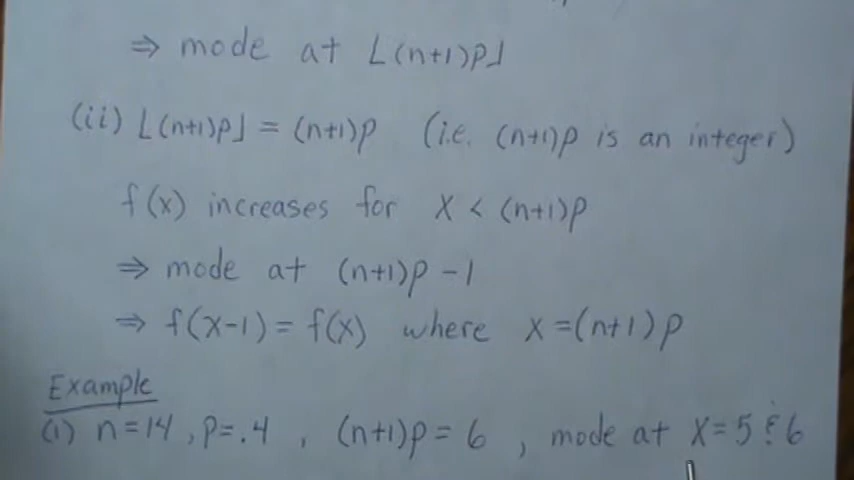 ⇒ mode at ⌊(n+1)p⌋
(ii) ⌊(n+1)p⌋ = (n+1)p (i.e. (n+1)p is an integer)
f(x) increases for x < (n+1)p
⇒ mode at (n+1)p - 1
⇒ f(x-1) = f(x) where x = (n+1)p
Example
(1) n=14, p=.4, (n+1)p = 6, mode at x=5 & 6